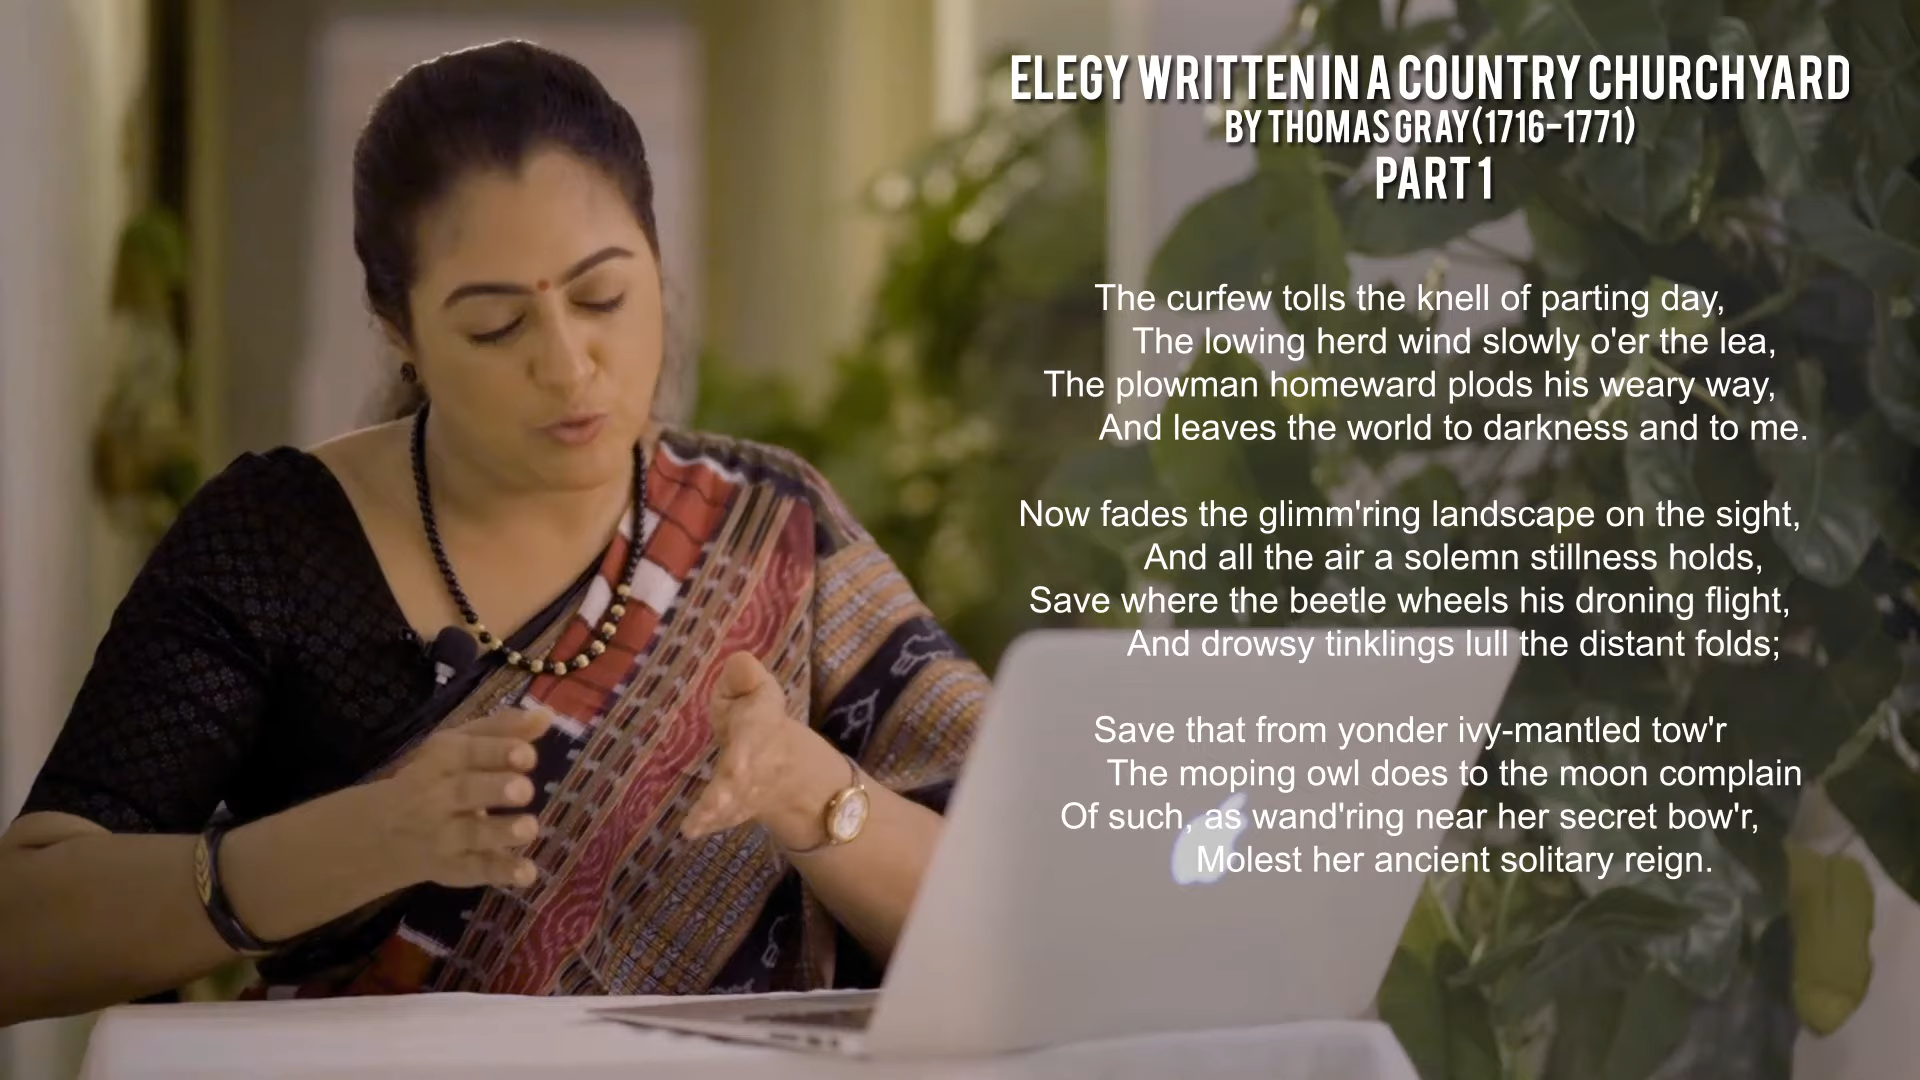 ELEGY WRITTEN IN A COUNTRY CHURCHYARD
BY THOMAS GRAY (1716-1771)
PART 1
The curfew tolls the knell of parting day,
The lowing herd wind slowly o'er the lea,
The plowman homeward plods his weary way,
And leaves the world to darkness and to me.
Now fades the glimm'ring landscape on the sight,
And all the air a solemn stillness holds,
Save where the beetle wheels his droning flight,
And drowsy tinklings lull the distant folds;
Save that from yonder ivy-mantled tow'r
The moping owl does to the moon complain
Of such, as wand'ring near her secret bow'r,
Molest her ancient solitary reign.